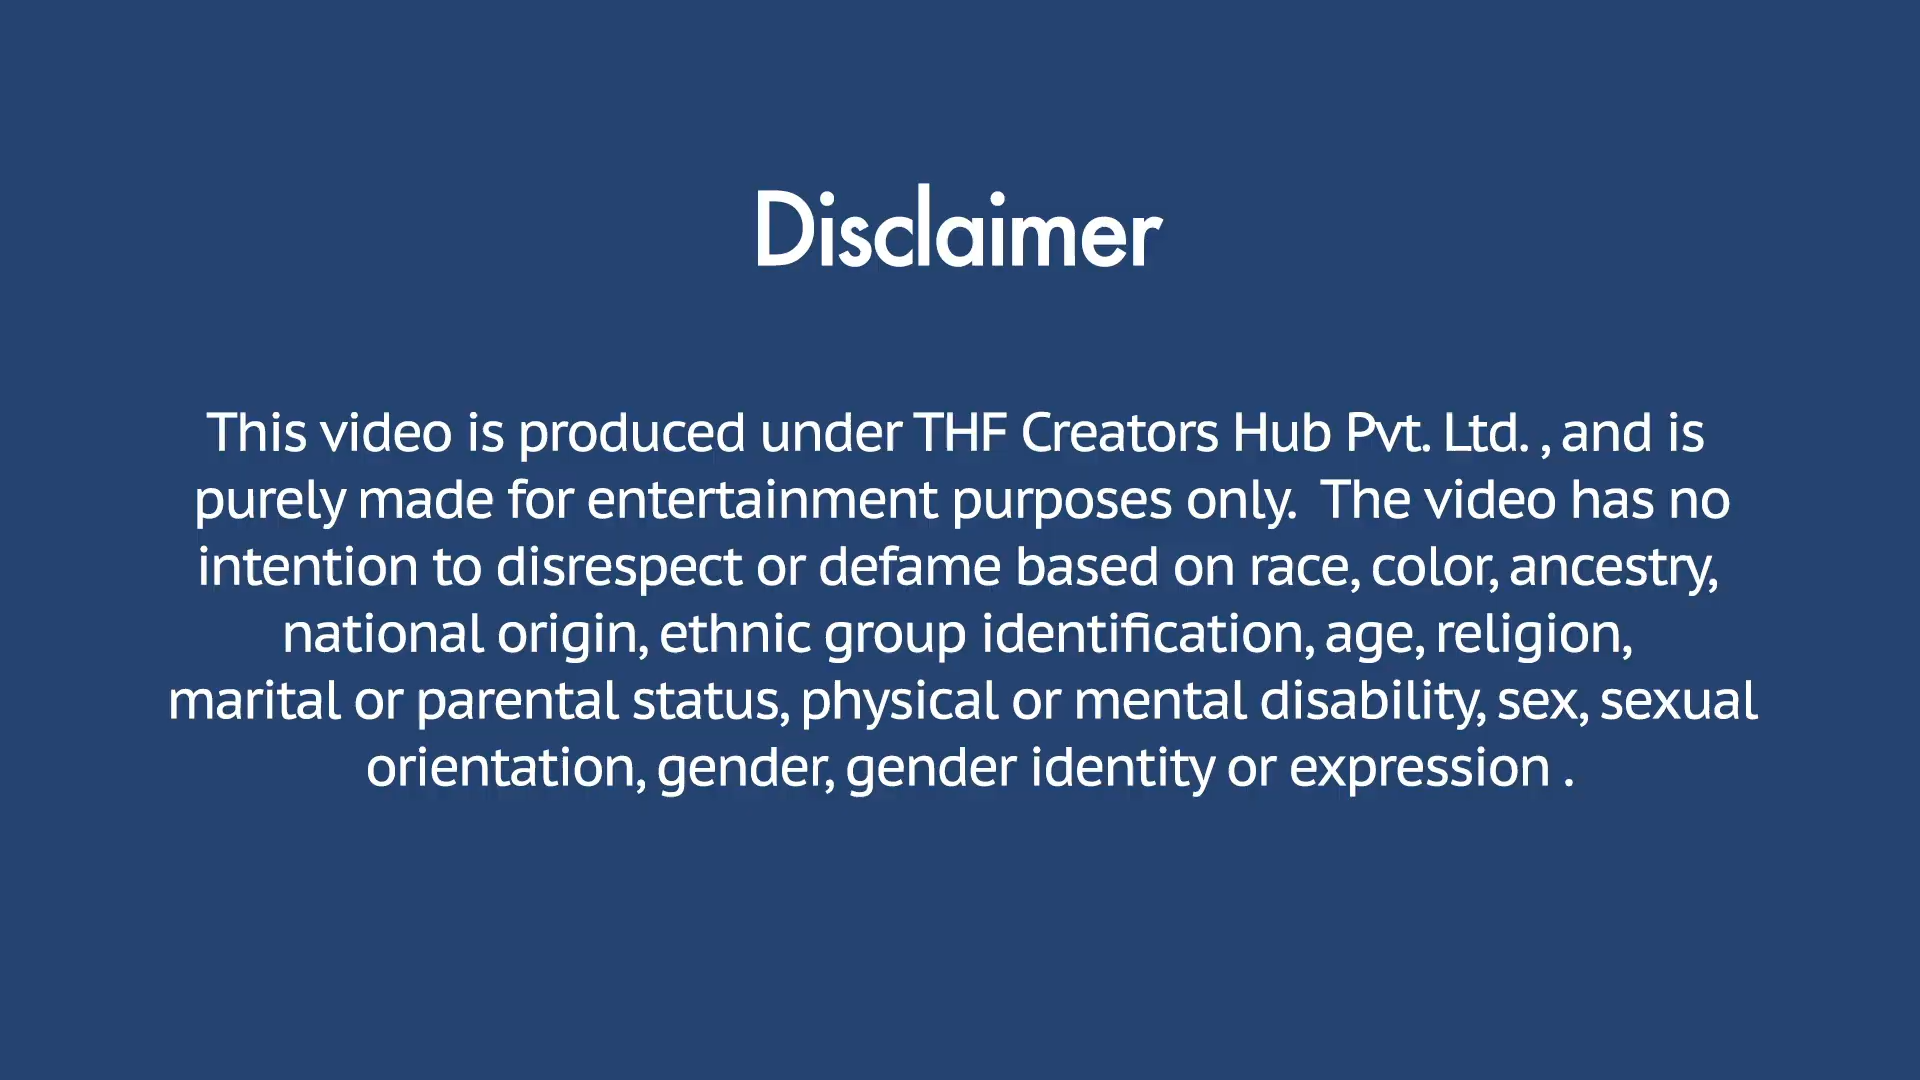 Disclaimer
This video is produced under THF Creators Hub Pvt. Ltd. , and is
purely made for entertainment purposes only.  The video has no
intention to disrespect or defame based on race, color, ancestry,
national origin, ethnic group identification, age, religion,
marital or parental status, physical or mental disability, sex, sexual
orientation, gender, gender identity or expression .